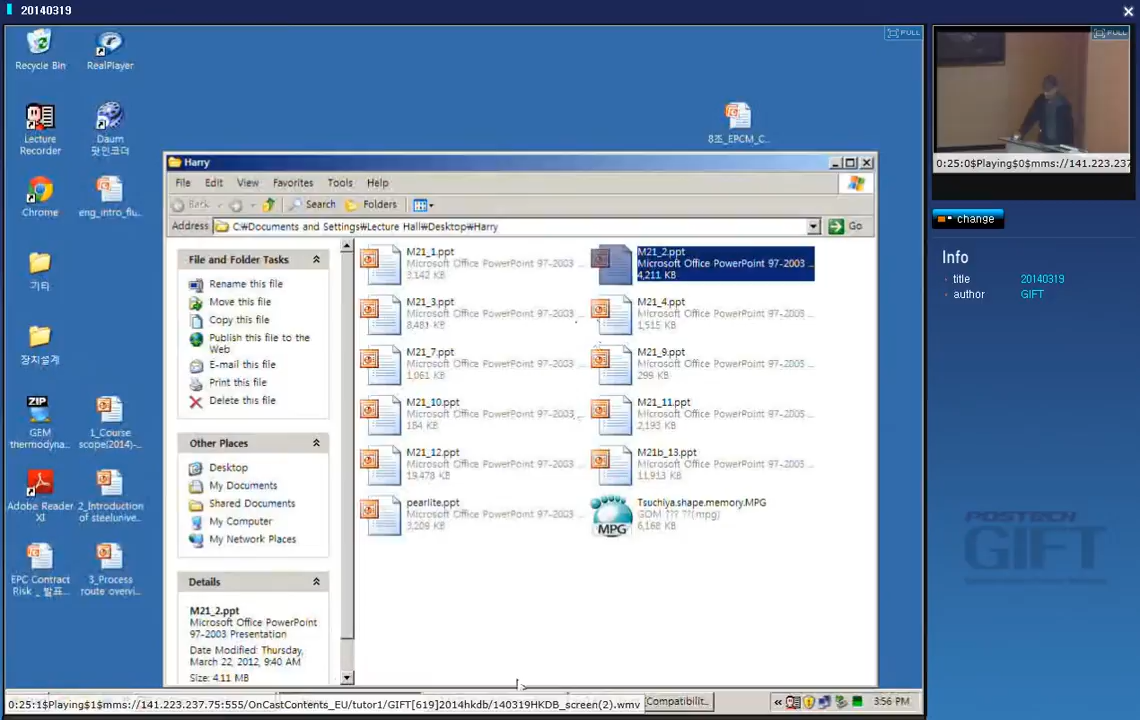 20140319
FULL
Recycle Bin
RealPlayer
Lecture
Recorder
Daum
팟인코더
8조_EPCM_C...
Chrome
eng_intro_flu...
기타
장치설계
ZIP
GEM
thermodyna...
1_Course
scope(2014)-...
Adobe Reader
XI
2_Introduction
of steelunive...
EPC Contract
Risk _ 발표...
3_Process
route overvi...
Harry
File Edit View Favorites Tools Help
Back Search Folders
Address C:₩Documents and Settings₩Lecture Hall₩Desktop₩Harry Go
File and Folder Tasks
Rename this file
Move this file
Copy this file
Publish this file to the
Web
E-mail this file
Print this file
Delete this file
Other Places
Desktop
My Documents
Shared Documents
My Computer
My Network Places
Details
M21_2.ppt
Microsoft Office PowerPoint
97-2003 Presentation
Date Modified: Thursday,
March 22, 2012, 9:40 AM
Size: 4.11 MB
M21_1.ppt
Microsoft Office PowerPoint 97-2003 ...
3,142 KB
M21_2.ppt
Microsoft Office PowerPoint 97-2003 ...
4,211 KB
M21_3.ppt
Microsoft Office PowerPoint 97-2003 ...
8,481 KB
M21_4.ppt
Microsoft Office PowerPoint 97-2003 ...
1,515 KB
M21_7.ppt
Microsoft Office PowerPoint 97-2003 ...
1,061 KB
M21_9.ppt
Microsoft Office PowerPoint 97-2003 ...
299 KB
M21_10.ppt
Microsoft Office PowerPoint 97-2003 ...
184 KB
M21_11.ppt
Microsoft Office PowerPoint 97-2003 ...
2,193 KB
M21_12.ppt
Microsoft Office PowerPoint 97-2003 ...
19,478 KB
M21b_13.ppt
Microsoft Office PowerPoint 97-2003 ...
11,913 KB
pearlite.ppt
Microsoft Office PowerPoint 97-2003 ...
3,209 KB
MPG
Tsuchiya.shape.memory.MPG
GOM ??? ??(.mpg)
6,168 KB
0:25:1$Playing$1$mms://141.223.237.75:555/OnCastContents_EU/tutor1/GIFT[619]2014hkdb/140319HKDB_screen(2).wmv
Compatibilit...
3:56 PM
FULL
0:25:0$Playing$0$mms://141.223.237
change
Info
title 20140319
author GIFT
POSTECH
GIFT